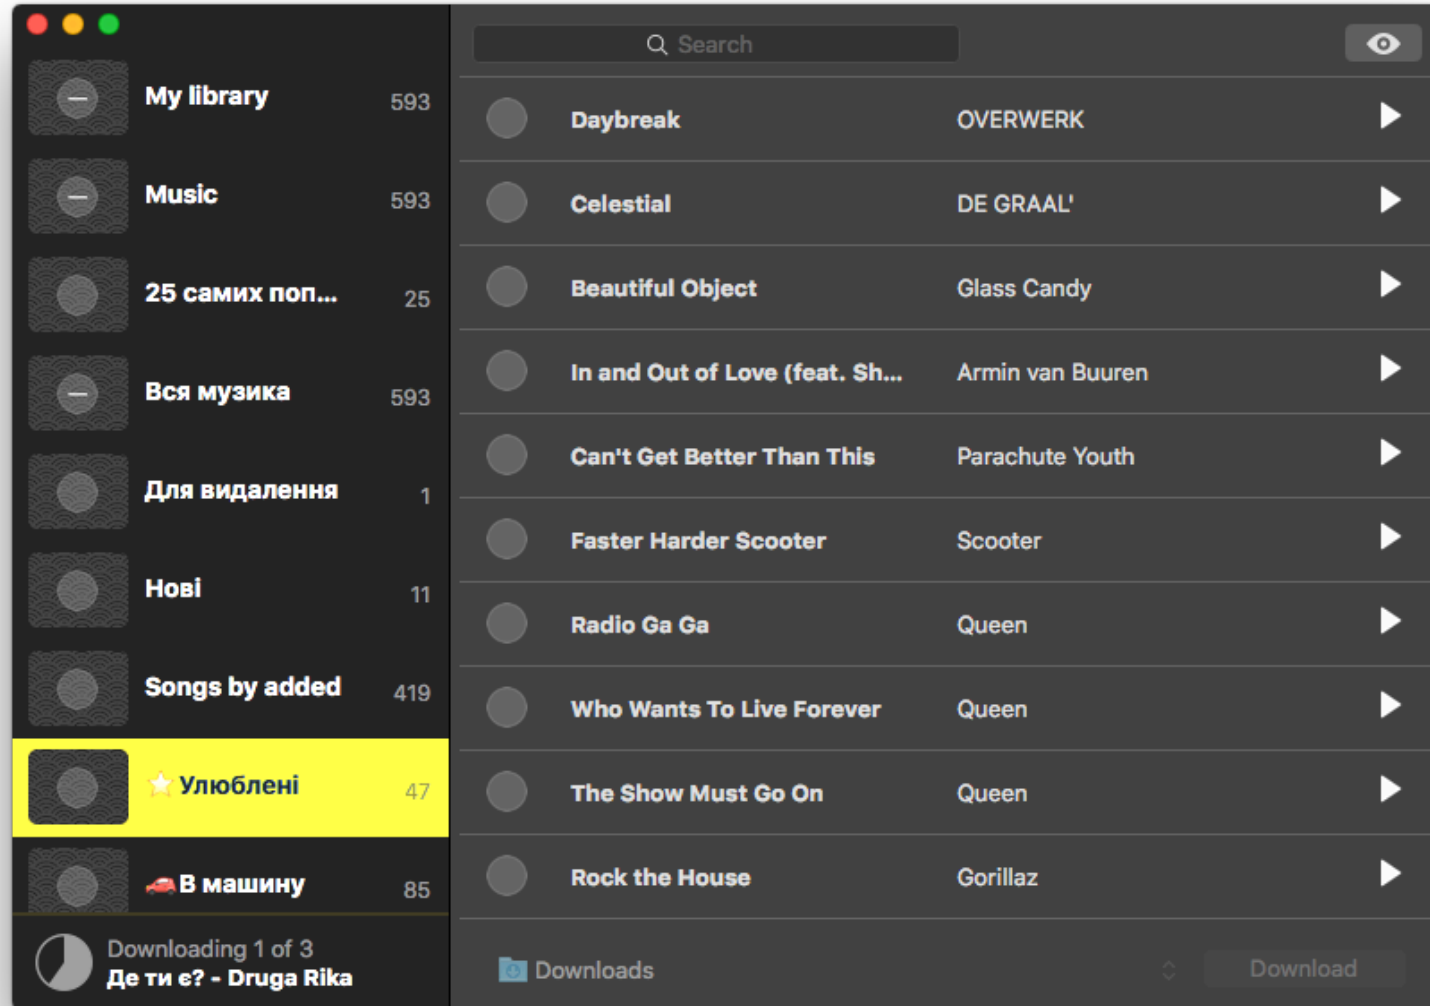 My library 593
Music 593
25 самих поп... 25
Вся музика 593
Для видалення 1
Нові 11
Songs by added 419
⭐Улюблені 47
🚗В машину 85
Downloading 1 of 3
Де ти є? - Druga Rika
Search
Daybreak OVERWERK
Celestial DE GRAAL'
Beautiful Object Glass Candy
In and Out of Love (feat. Sh... Armin van Buuren
Can't Get Better Than This Parachute Youth
Faster Harder Scooter Scooter
Radio Ga Ga Queen
Who Wants To Live Forever Queen
The Show Must Go On Queen
Rock the House Gorillaz
Downloads Download